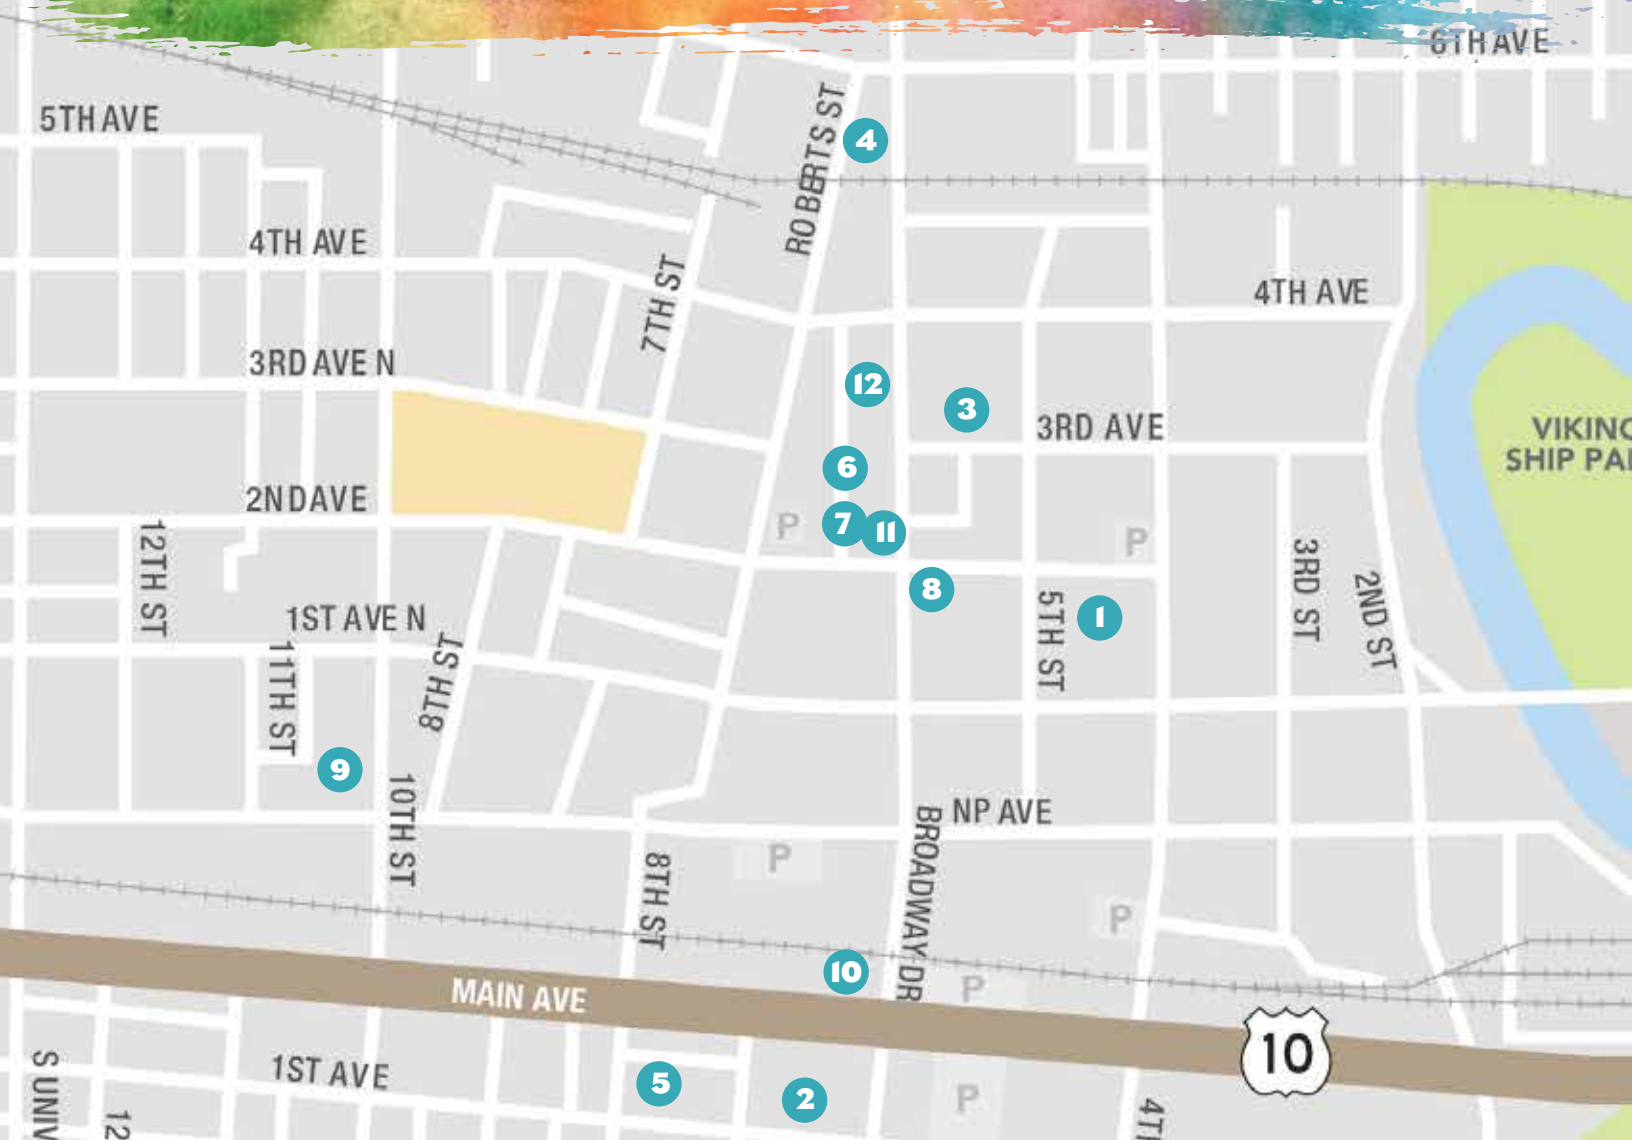 6TH AVE
5TH AVE
ROBERTS ST
4
4TH AVE
7TH ST
4TH AVE
3RD AVE N
12
3
3RD AVE
VIKING
SHIP PA
6
2ND AVE
P
7
11
P
12TH ST
8
1ST AVE N
5TH ST
1
3RD ST
2ND ST
11TH ST
8TH ST
9
10TH ST
NP AVE
BROADWAY DR
P
8TH ST
P
10
P
MAIN AVE
10
S UNIV
1ST AVE
5
2
P
12
4T